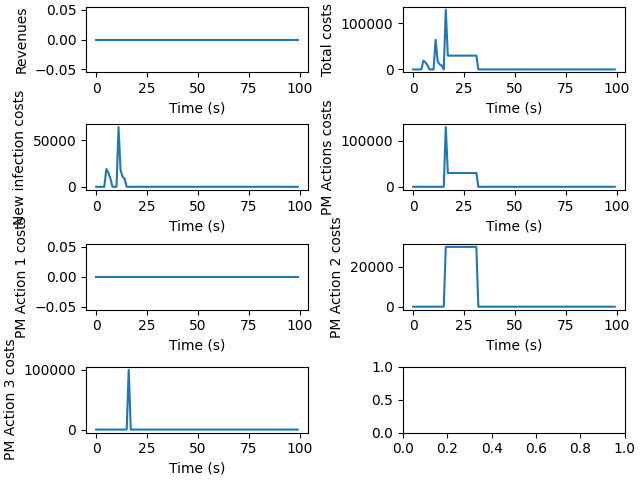 Revenues
0.05
0.00
−0.05
0 25 50 75 100
Time (s)
Total costs
100000
0
0 25 50 75 100
Time (s)
New infection costs
50000
0
0 25 50 75 100
Time (s)
PM Actions costs
100000
0
0 25 50 75 100
Time (s)
PM Action 1 costs
0.05
0.00
−0.05
0 25 50 75 100
Time (s)
PM Action 2 costs
20000
0
0 25 50 75 100
Time (s)
PM Action 3 costs
100000
0
0 25 50 75 100
Time (s)
1.0
0.5
0.0
0.0 0.2 0.4 0.6 0.8 1.0